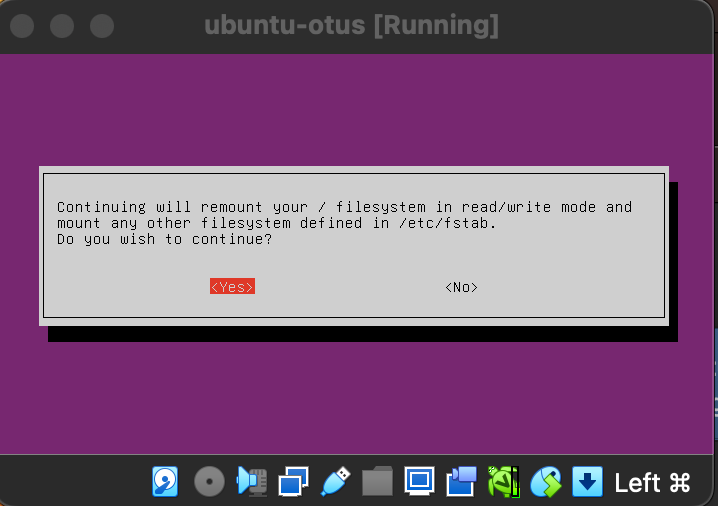 ubuntu-otus [Running]
Continuing will remount your / filesystem in read/write mode and
mount any other filesystem defined in /etc/fstab.
Do you wish to continue?
<Yes> <No>
Left ⌘